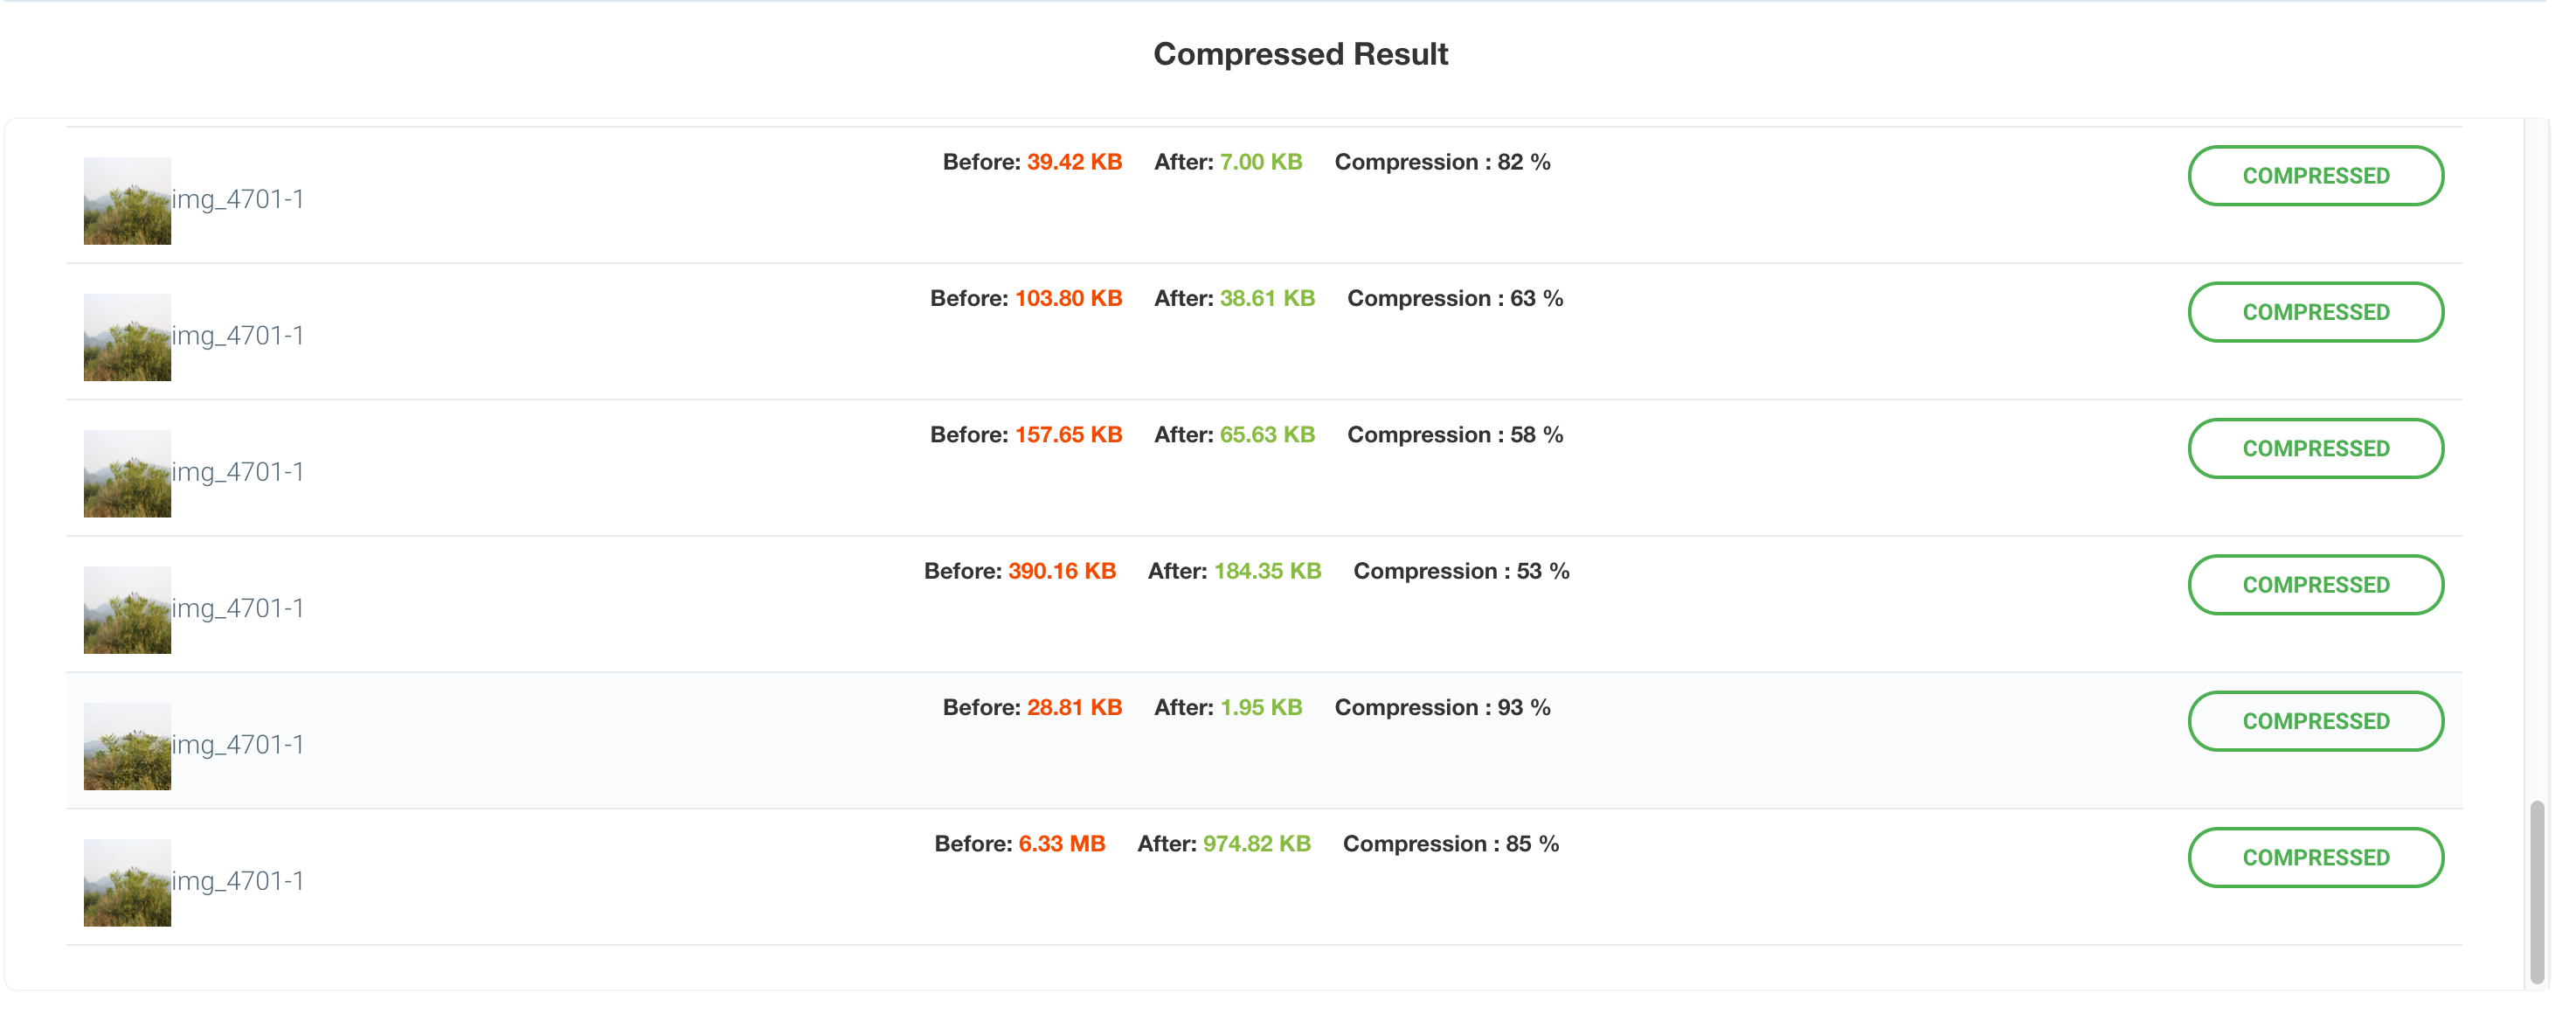 Compressed Result
Before: 39.42 KB After: 7.00 KB Compression : 82 %
COMPRESSED
img_4701-1
Before: 103.80 KB After: 38.61 KB Compression : 63 %
COMPRESSED
img_4701-1
Before: 157.65 KB After: 65.63 KB Compression : 58 %
COMPRESSED
img_4701-1
Before: 390.16 KB After: 184.35 KB Compression : 53 %
COMPRESSED
img_4701-1
Before: 28.81 KB After: 1.95 KB Compression : 93 %
COMPRESSED
img_4701-1
Before: 6.33 MB After: 974.82 KB Compression : 85 %
COMPRESSED
img_4701-1